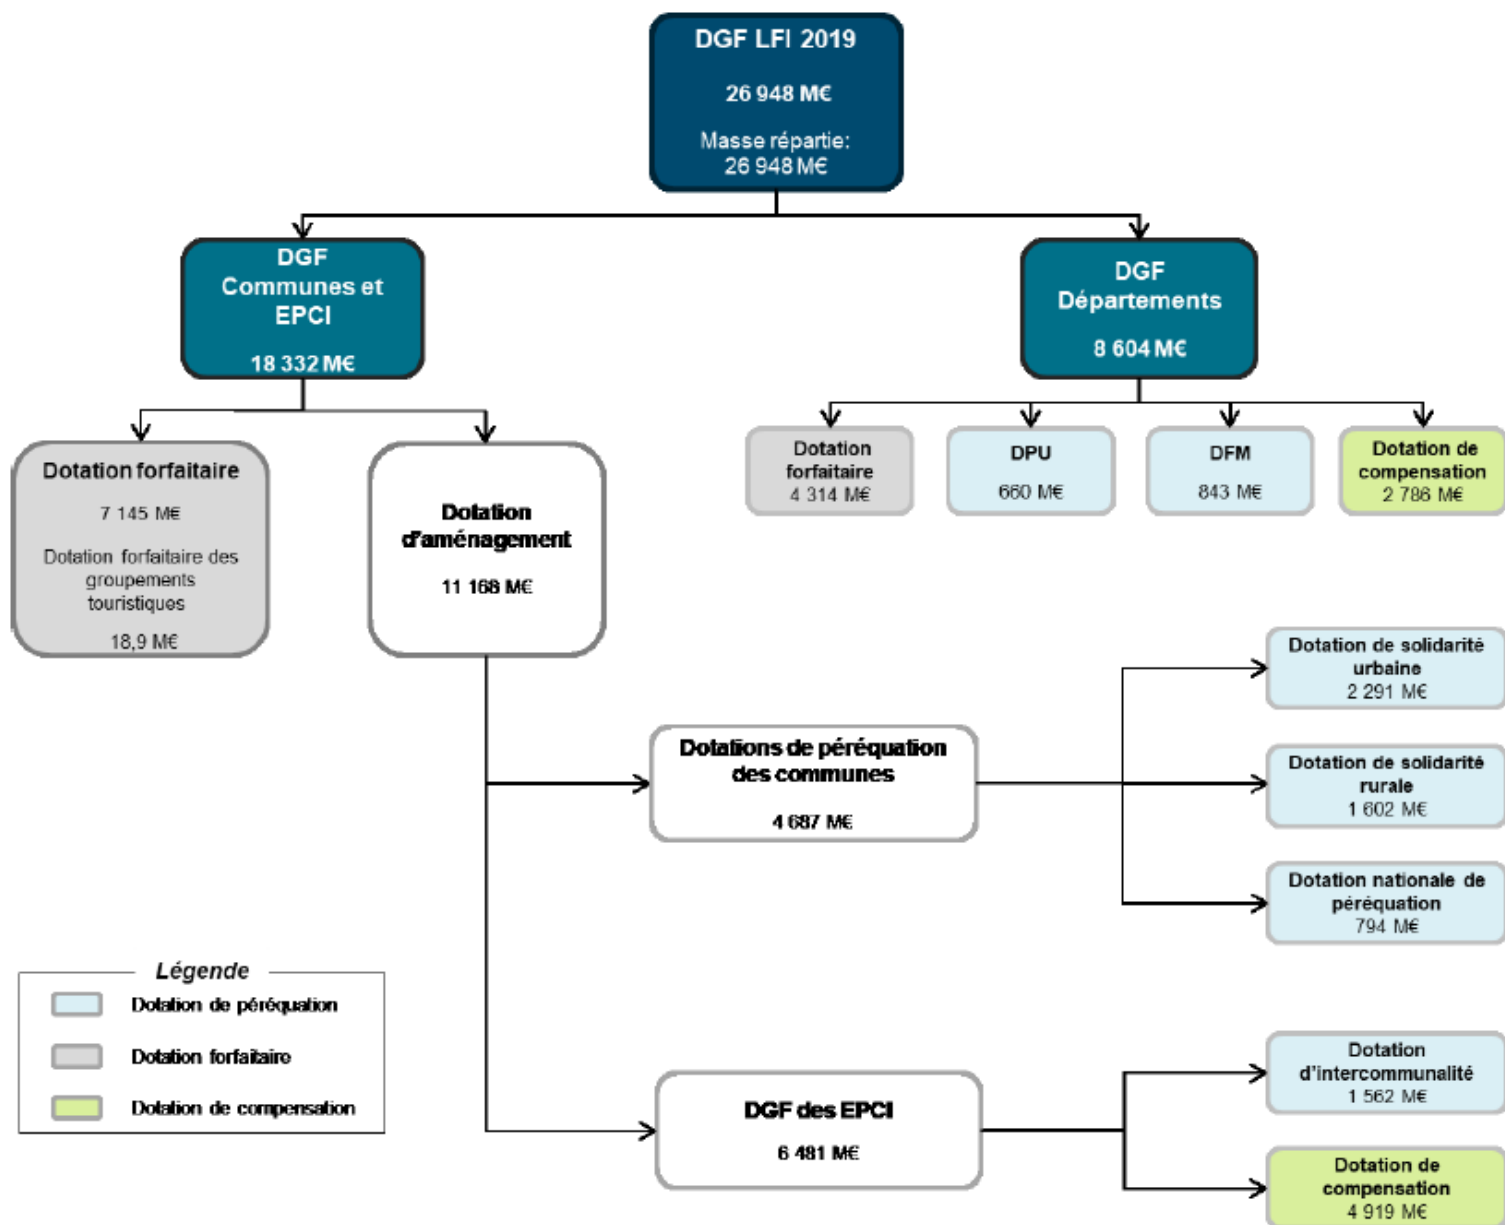 DGF LFI 2019
26 948 M€
Masse répartie:
26 948 M€
DGF
Communes et
EPCI
18 332 M€
DGF
Départements
8 604 M€
Dotation forfaitaire
7 145 M€
Dotation forfaitaire des
groupements
touristiques
18,9 M€
Dotation
d'aménagement
11 168 M€
Dotation
forfaitaire
4 314 M€
DPU
660 M€
DFM
843 M€
Dotation de
compensation
2 786 M€
Dotations de péréquation
des communes
4 687 M€
Dotation de solidarité
urbaine
2 291 M€
Dotation de solidarité
rurale
1 602 M€
Dotation nationale de
péréquation
794 M€
Légende
Dotation de péréquation
Dotation forfaitaire
Dotation de compensation
DGF des EPCI
6 481 M€
Dotation
d'intercommunalité
1 562 M€
Dotation de
compensation
4 919 M€